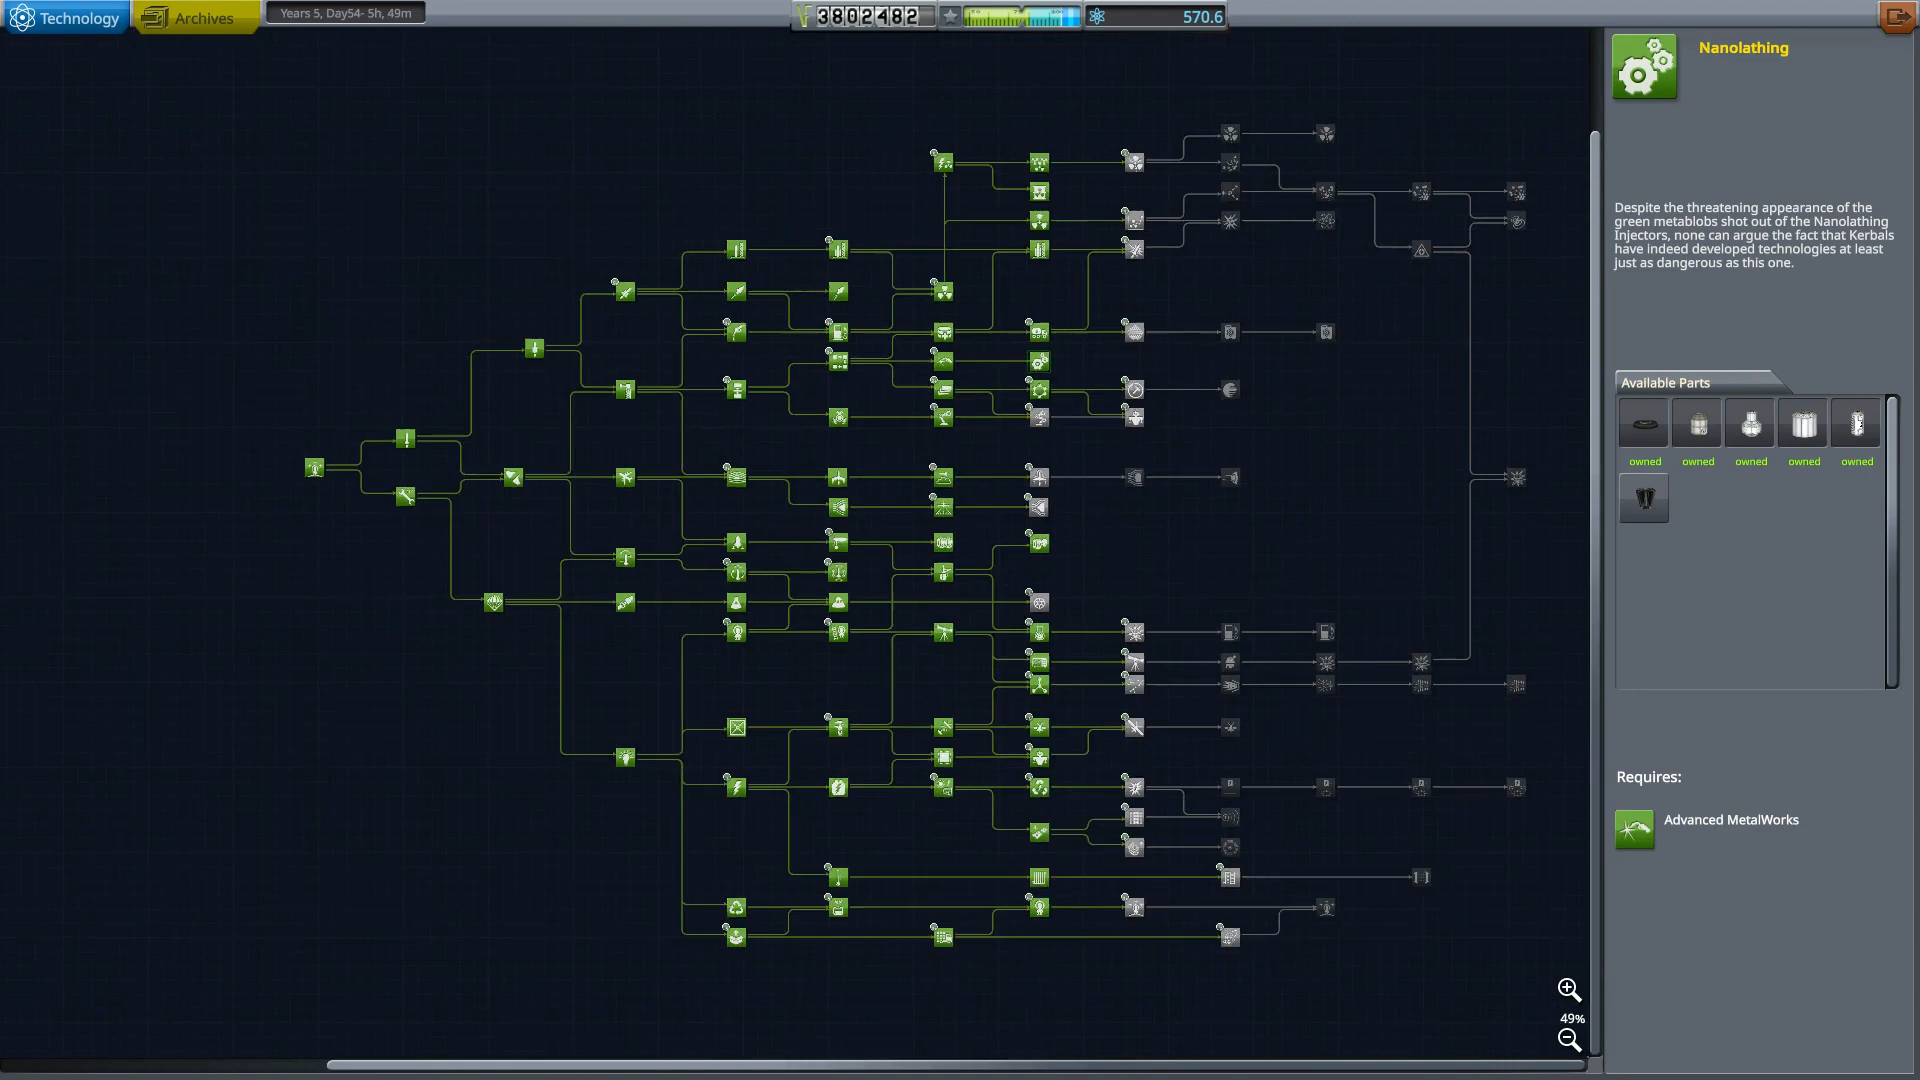 Technology
Archives
Years 5, Day54- 5h, 49m
3802482
570.6
Nanolathing
Despite the threatening appearance of the
green metablobs shot out of the Nanolathing
Injectors, none can argue the fact that Kerbals
have indeed developed technologies at least
just as dangerous as this one.
Available Parts
owned
owned
owned
owned
owned
Requires:
Advanced MetalWorks
49%